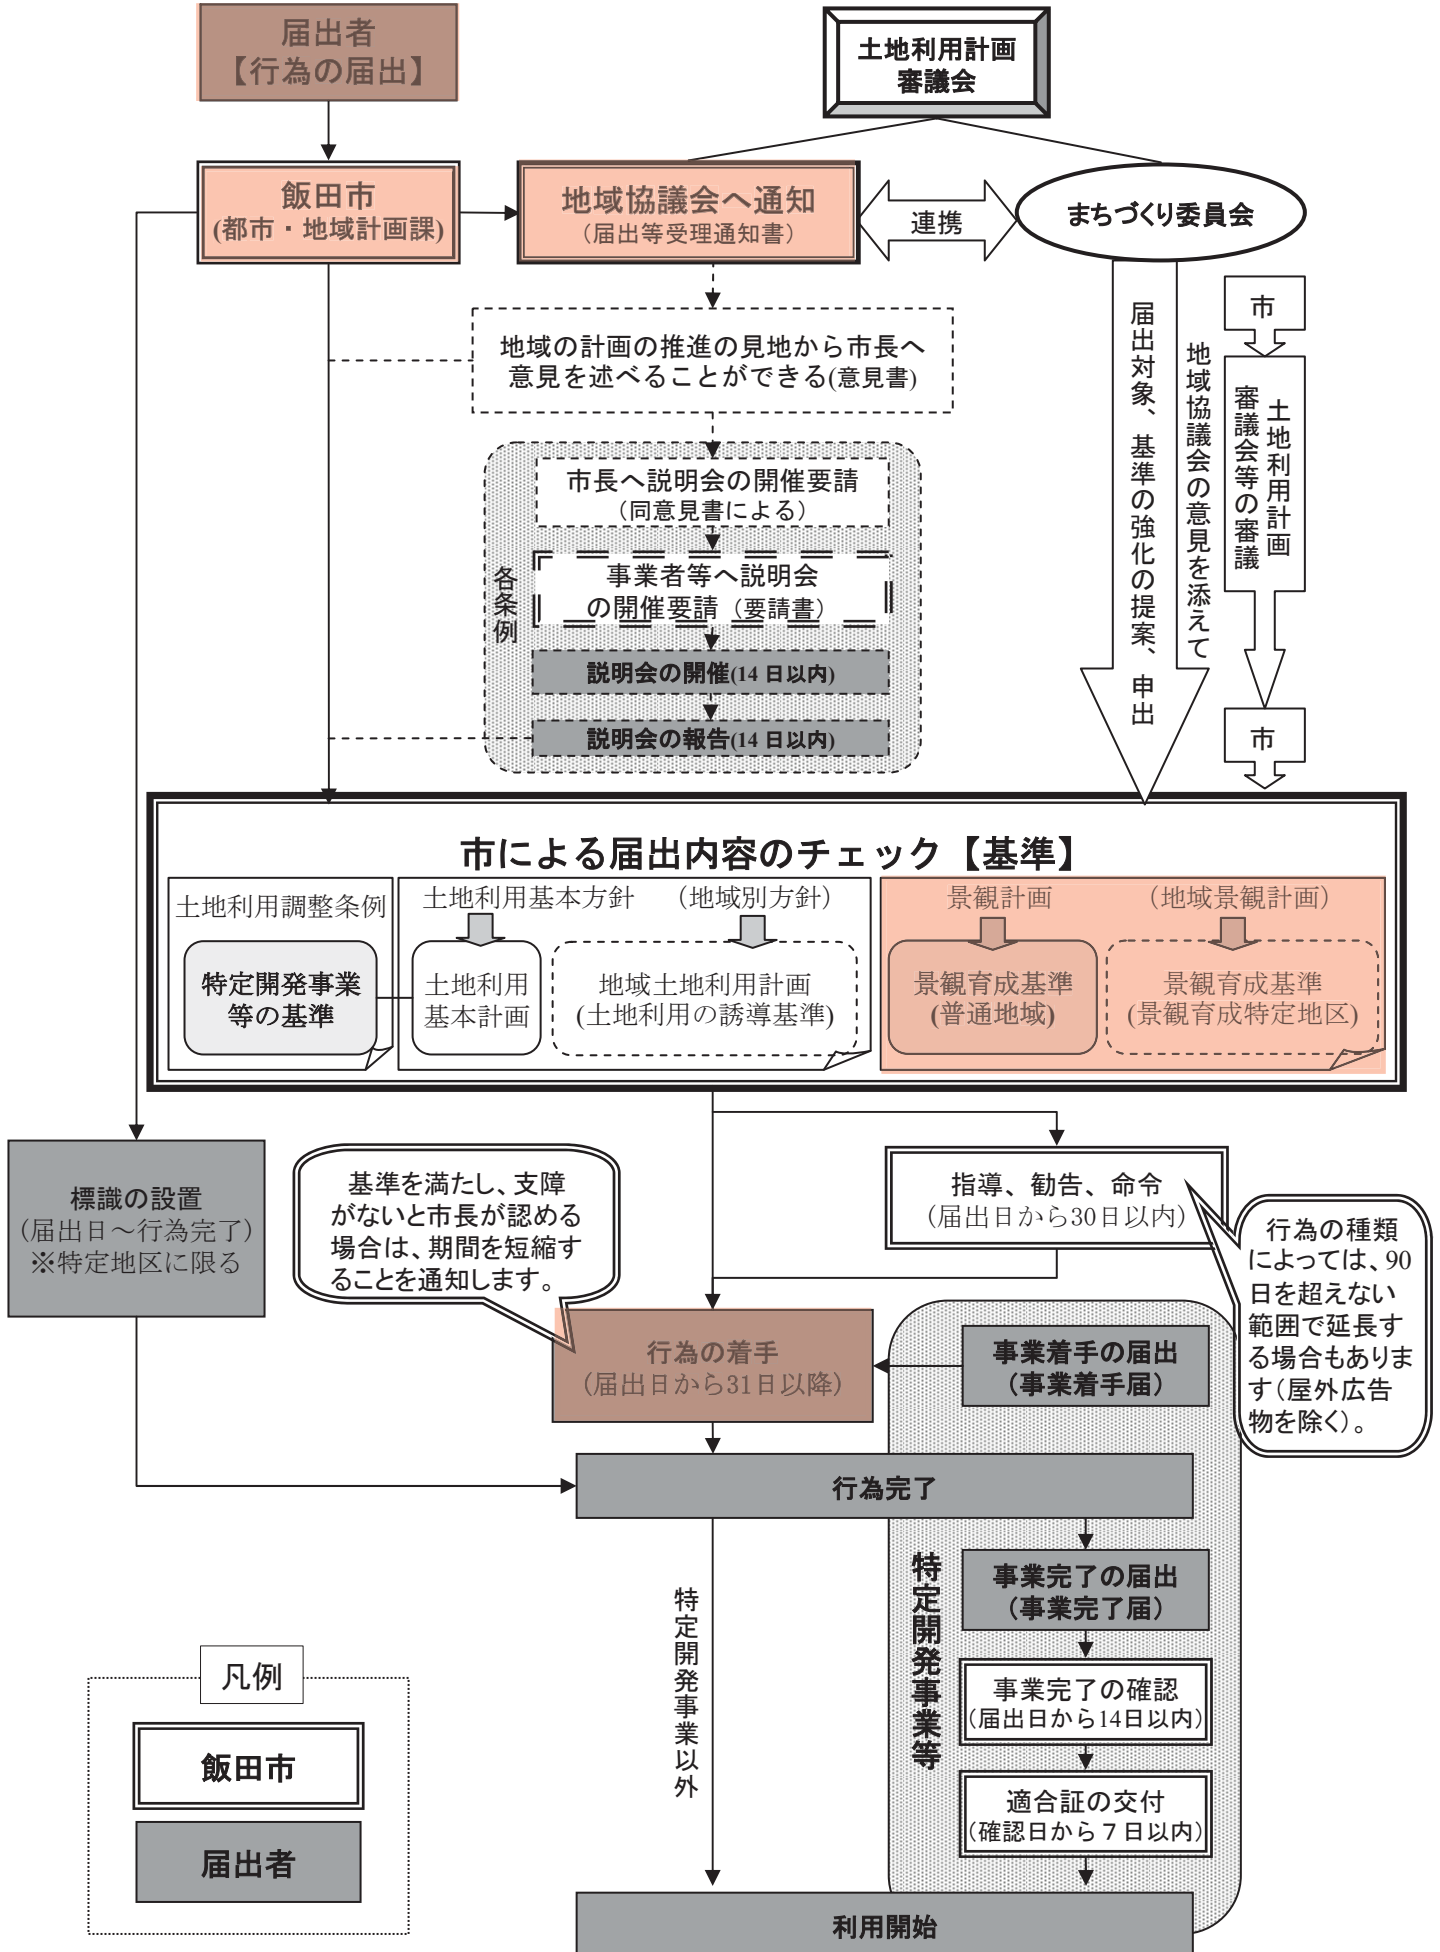 届出者
【行為の届出】
土地利用計画
審議会
飯田市
(都市・地域計画課)
地域協議会へ通知
(届出等受理通知書)
連携
まちづくり委員会
地域の計画の推進の見地から市長へ
意見を述べることができる(意見書)
各条例
市長へ説明会の開催要請
(同意見書による)
事業者等へ説明会
の開催要請(要請書)
説明会の開催(14 日以内)
説明会の報告(14 日以内)
地域協議会の意見を添えて
届出対象、基準の強化の提案、申出
市
土地利用計画
審議会等の審議
市
市による届出内容のチェック【基準】
土地利用調整条例
特定開発事業
等の基準
土地利用基本方針
(地域別方針)
土地利用
基本計画
地域土地利用計画
(土地利用の誘導基準)
景観計画
(地域景観計画)
景観育成基準
(普通地域)
景観育成基準
(景観育成特定地区)
標識の設置
(届出日~行為完了)
※特定地区に限る
基準を満たし、支障
がないと市長が認める
場合は、期間を短縮す
ることを通知します。
指導、勧告、命令
(届出日から30日以内)
行為の種類
によっては、90
日を超えない
範囲で延長す
る場合もありま
す(屋外広告
物を除く)。
行為の着手
(届出日から31日以降)
事業着手の届出
(事業着手届)
行為完了
特定開発事業以外
特定開発事業等
事業完了の届出
(事業完了届)
事業完了の確認
(届出日から14日以内)
適合証の交付
(確認日から7日以内)
利用開始
凡例
飯田市
届出者